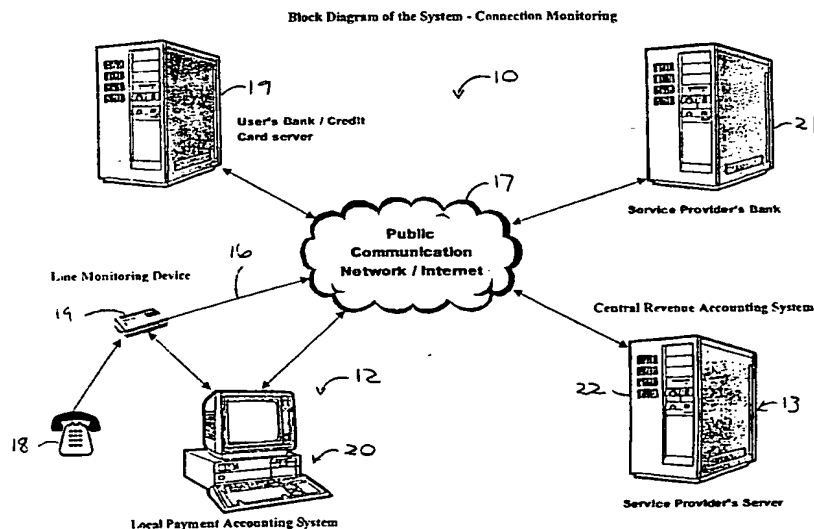 Block Diagram of the System - Connection Monitoring
19
10
User's Bank / Credit
Card server
21
17
Public
Communication
Network / Internet
Service Provider's Bank
16
Line Monitoring Device
19
Central Revenue Accounting System
12
22
13
18
20
Service Provider's Server
Local Payment Accounting System